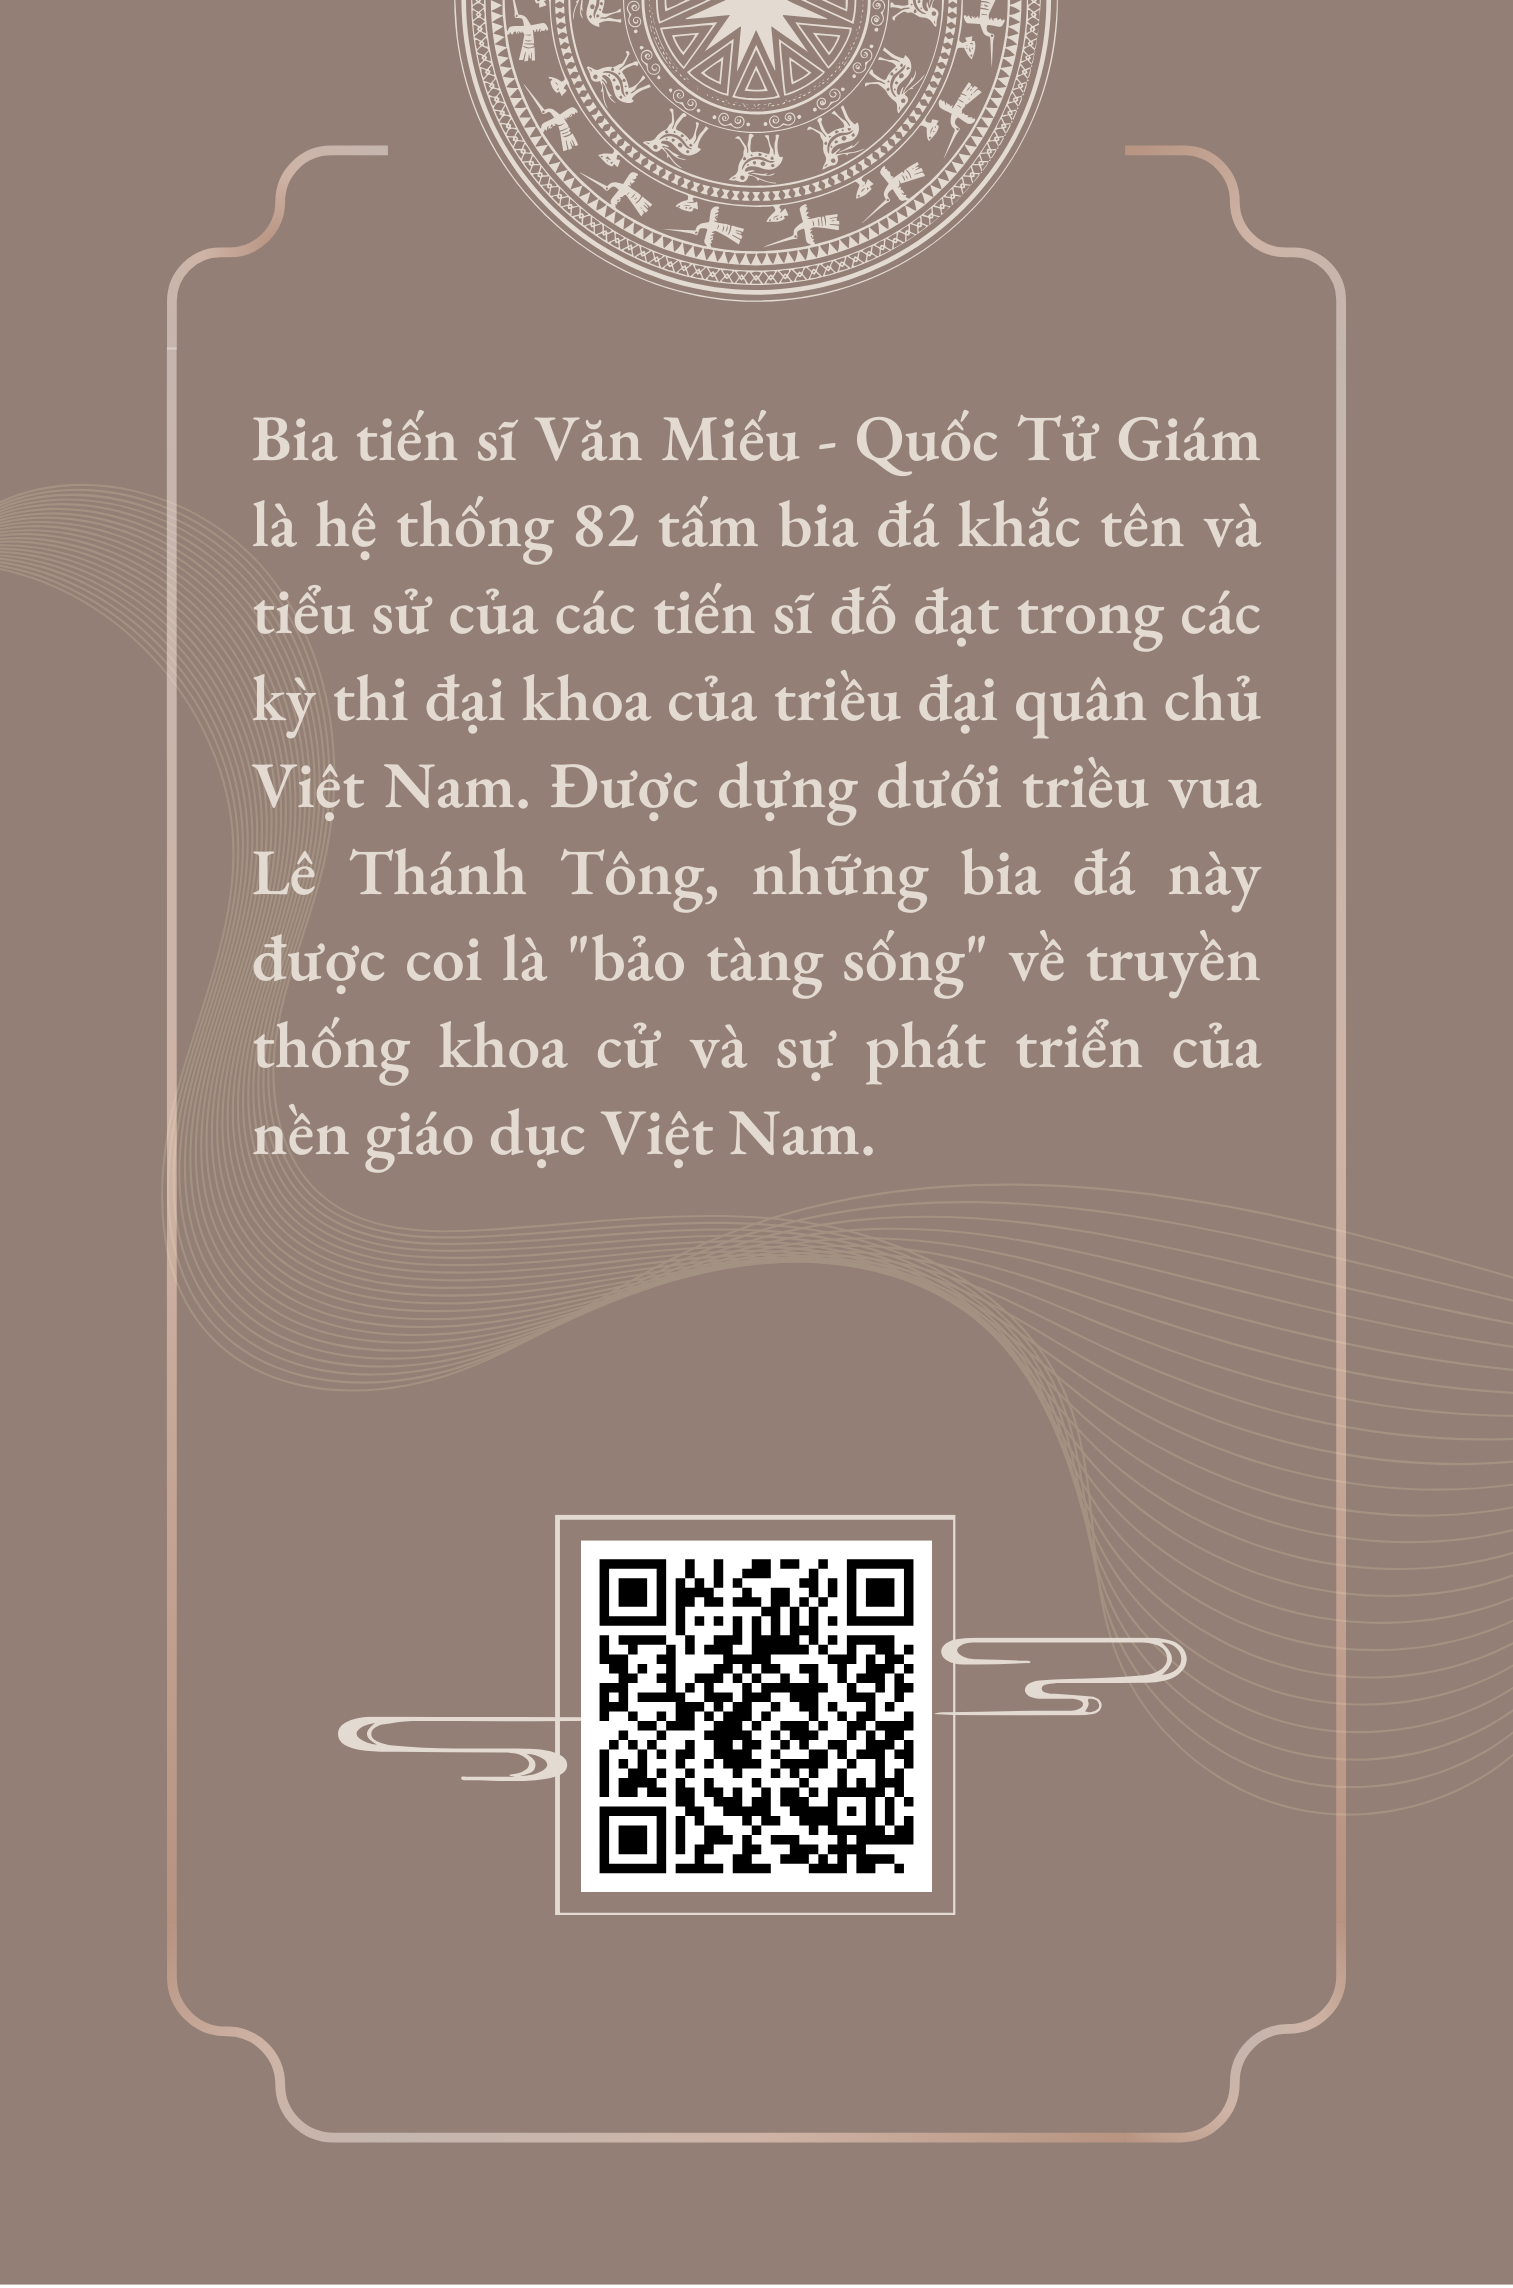 Bia tiến sĩ Văn Miếu - Quốc Tử Giám
là hệ thống 82 tấm bia đá khắc tên và
tiểu sử của các tiến sĩ đỗ đạt trong các
kỳ thi đại khoa của triều đại quân chủ
Việt Nam. Được dựng dưới triều vua
Lê Thánh Tông, những bia đá này
được coi là "bảo tàng sống" về truyền
thống khoa cử và sự phát triển của
nền giáo dục Việt Nam.